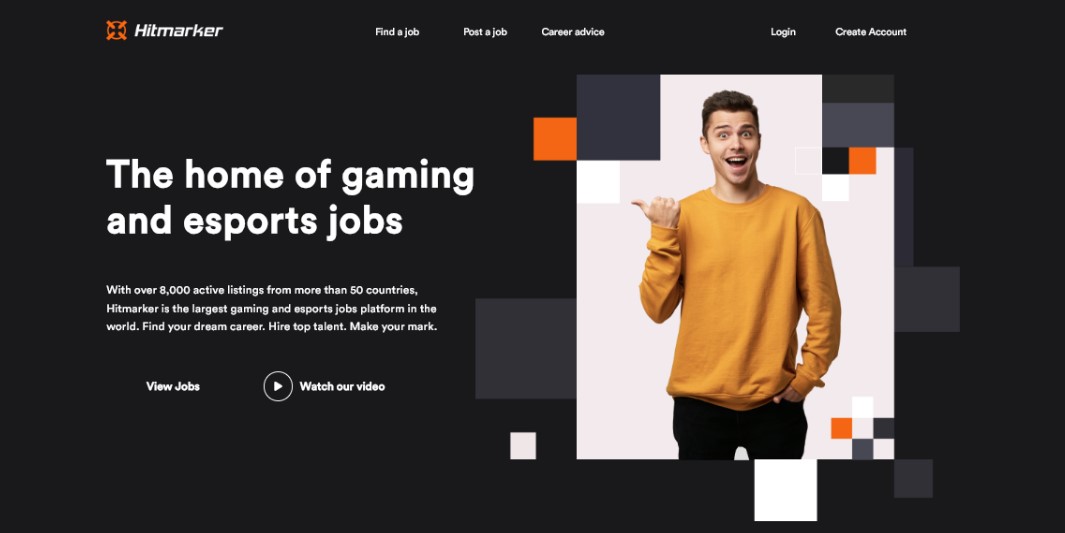 Hitmarker
Find a job
Post a job
Career advice
Login
Create Account
The home of gaming
and esports jobs
With over 8,000 active listings from more than 50 countries,
Hitmarker is the largest gaming and esports jobs platform in the
world. Find your dream career. Hire top talent. Make your mark.
View Jobs
Watch our video